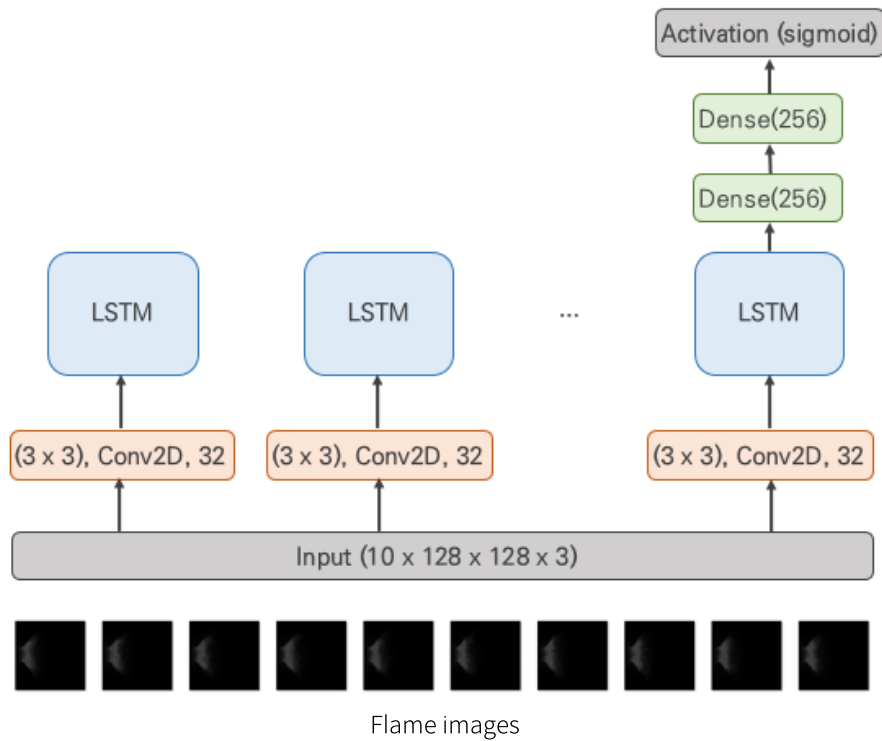 Activation (sigmoid)
Dense(256)
Dense(256)
LSTM
LSTM
...
LSTM
(3 x 3), Conv2D, 32
(3 x 3), Conv2D, 32
(3 x 3), Conv2D, 32
Input (10 x 128 x 128 x 3)
Flame images